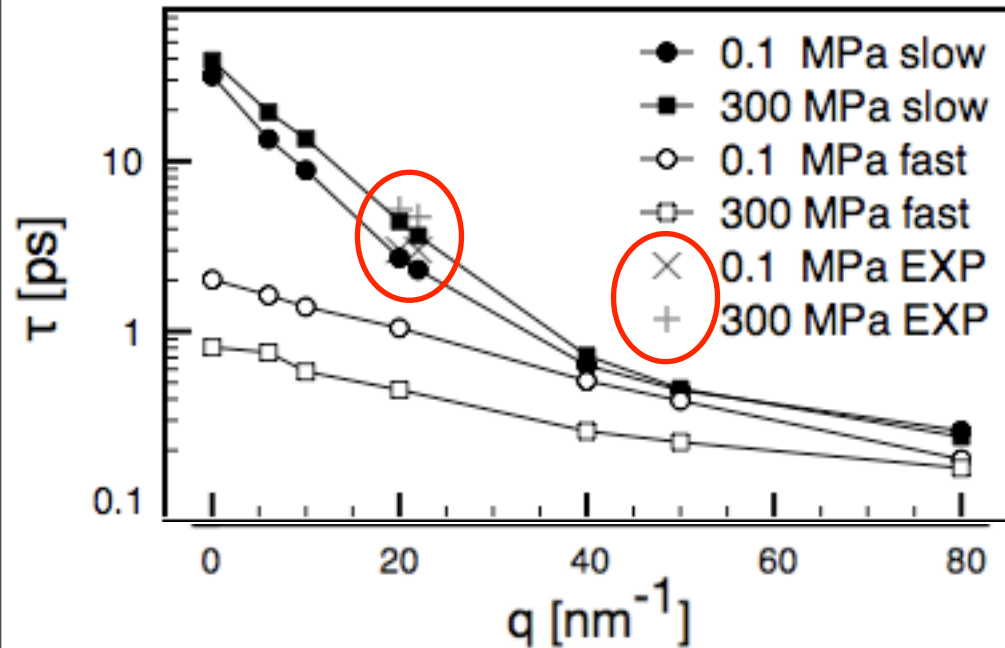 0.1 MPa slow
300 MPa slow
0.1 MPa fast
300 MPa fast
0.1 MPa EXP
300 MPa EXP
10
1
0.1
τ [ps]
0 20 40 60 80
q [nm⁻¹]